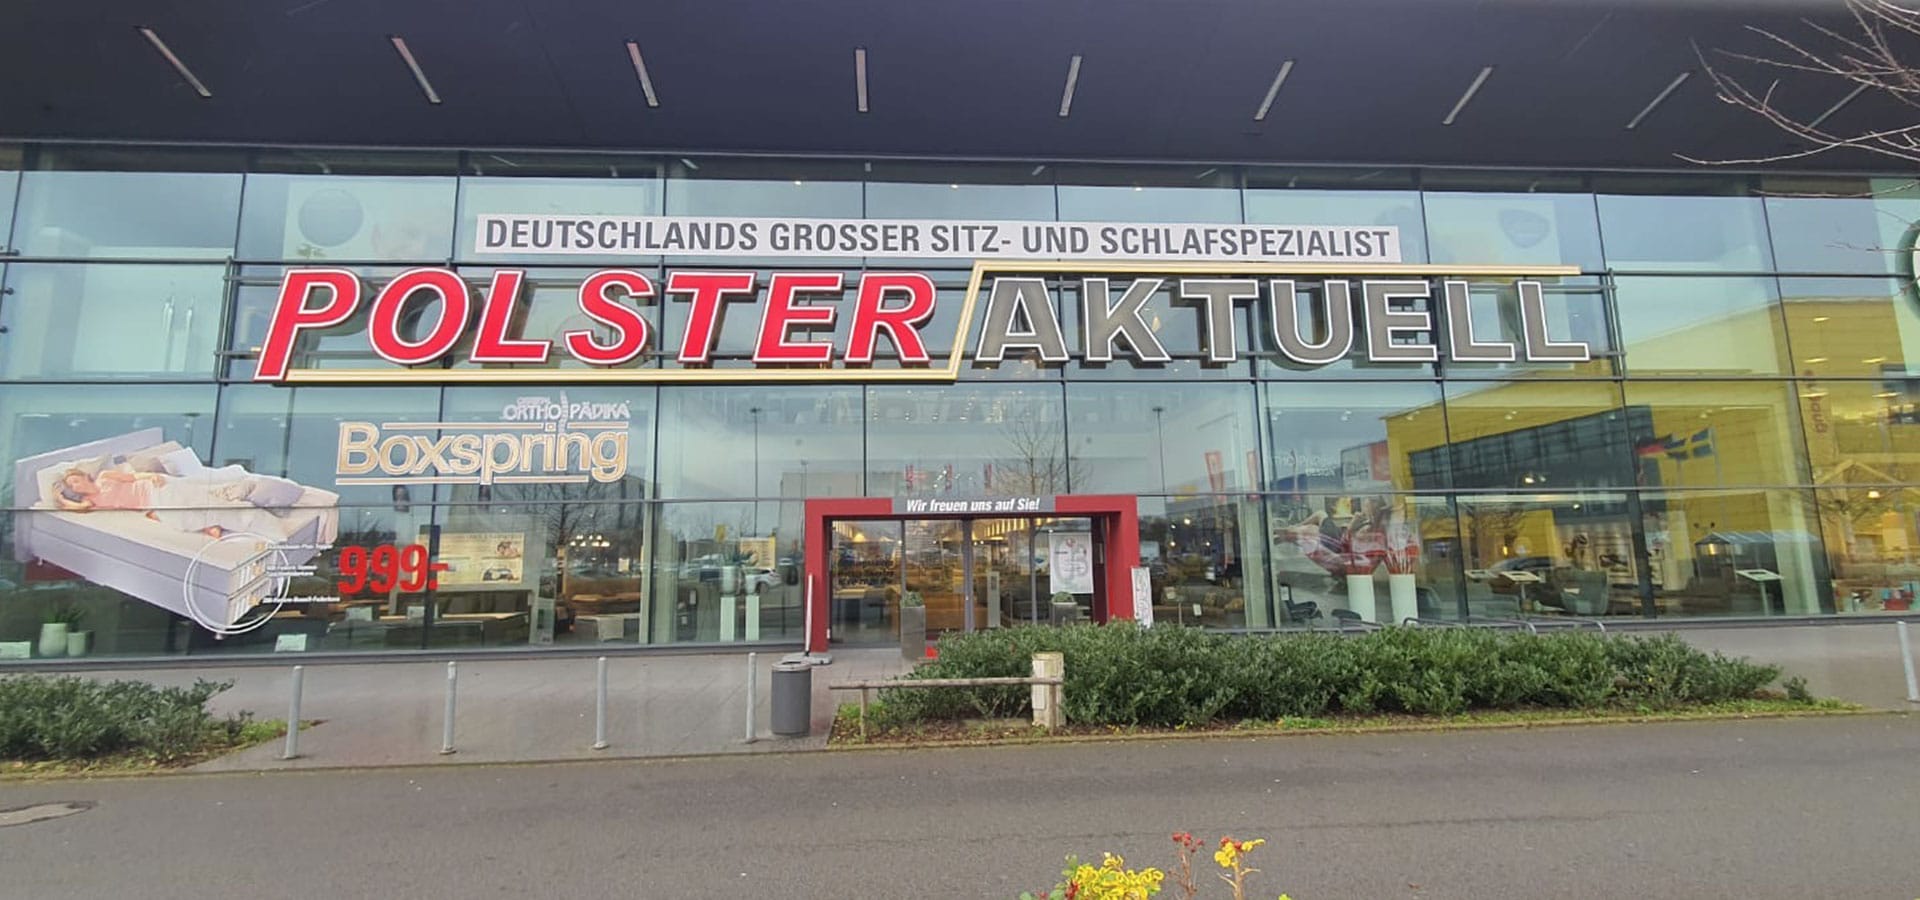 DEUTSCHLANDS GROSSER SITZ- UND SCHLAFSPEZIALIST
POLSTER AKTUELL
ORTHOPÄDIKA
Boxspring
Wir freuen uns auf Sie!
999.-